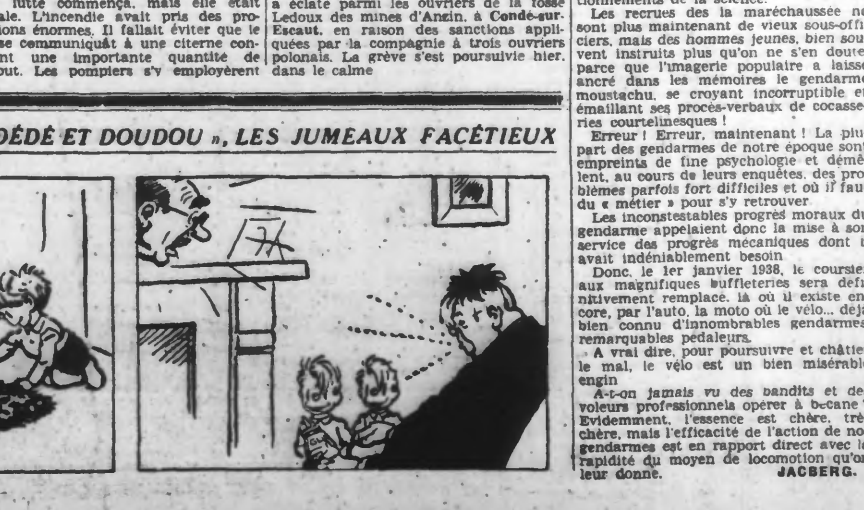 lutte commença, mais elle était
ale. L'incendie avait pris des pro-
ions énormes. Il fallait éviter que le
se communiquât à une citerne con-
nt une importante quantité de
out. Les pompiers s'y employèrent
a éclaté parmi les ouvriers de la fosse
Ledoux des mines d'Anzin, à Condé-sur-
Escaut, en raison des sanctions appli-
quées par la compagnie à trois ouvriers
polonais. La grève s'est poursuivie hier.
dans le calme
DÉDÉ ET DOUDOU », LES JUMEAUX FACÉTIEUX
tionnements de la science.
Les recrues des la maréchaussée ne
sont plus maintenant de vieux sous-offi
ciers, mais des hommes jeunes, bien sou
vent instruits plus qu'on ne s'en doute
parce que l'imagerie populaire a laissé
ancré dans les mémoires le gendarme
moustachu, se croyant incorruptible et
émaillant ses procès-verbaux de cocasse
ries courtelinesques !
Erreur ! Erreur, maintenant ! La plu
part des gendarmes de notre époque sont
empreints de fine psychologie et démê
lent, au cours de leurs enquêtes, des pro
blèmes parfois fort difficiles et où il faut
du « métier » pour s'y retrouver
Les inconstestables progrès moraux du
gendarme appelaient donc la mise à son
service des progrès mécaniques dont il
avait indéniablement besoin
Donc, le 1er janvier 1938, le coursier
aux magnifiques buffleteries sera défi
nitivement remplacé, là où il existe en
core, par l'auto, la moto où le vélo... déjà
bien connu d'innombrables gendarmes
remarquables pédaleurs.
A vrai dire, pour poursuivre et châtier
le mal, le vélo est un bien misérable
engin
A-t-on jamais vu des bandits et de
voleurs professionnels opérer à bécane ?
Evidemment, l'essence est chère, très
chère, mais l'efficacité de l'action de no
gendarmes est en rapport direct avec la
rapidité du moyen de locomotion qu'on
leur donne.
JACBERG.